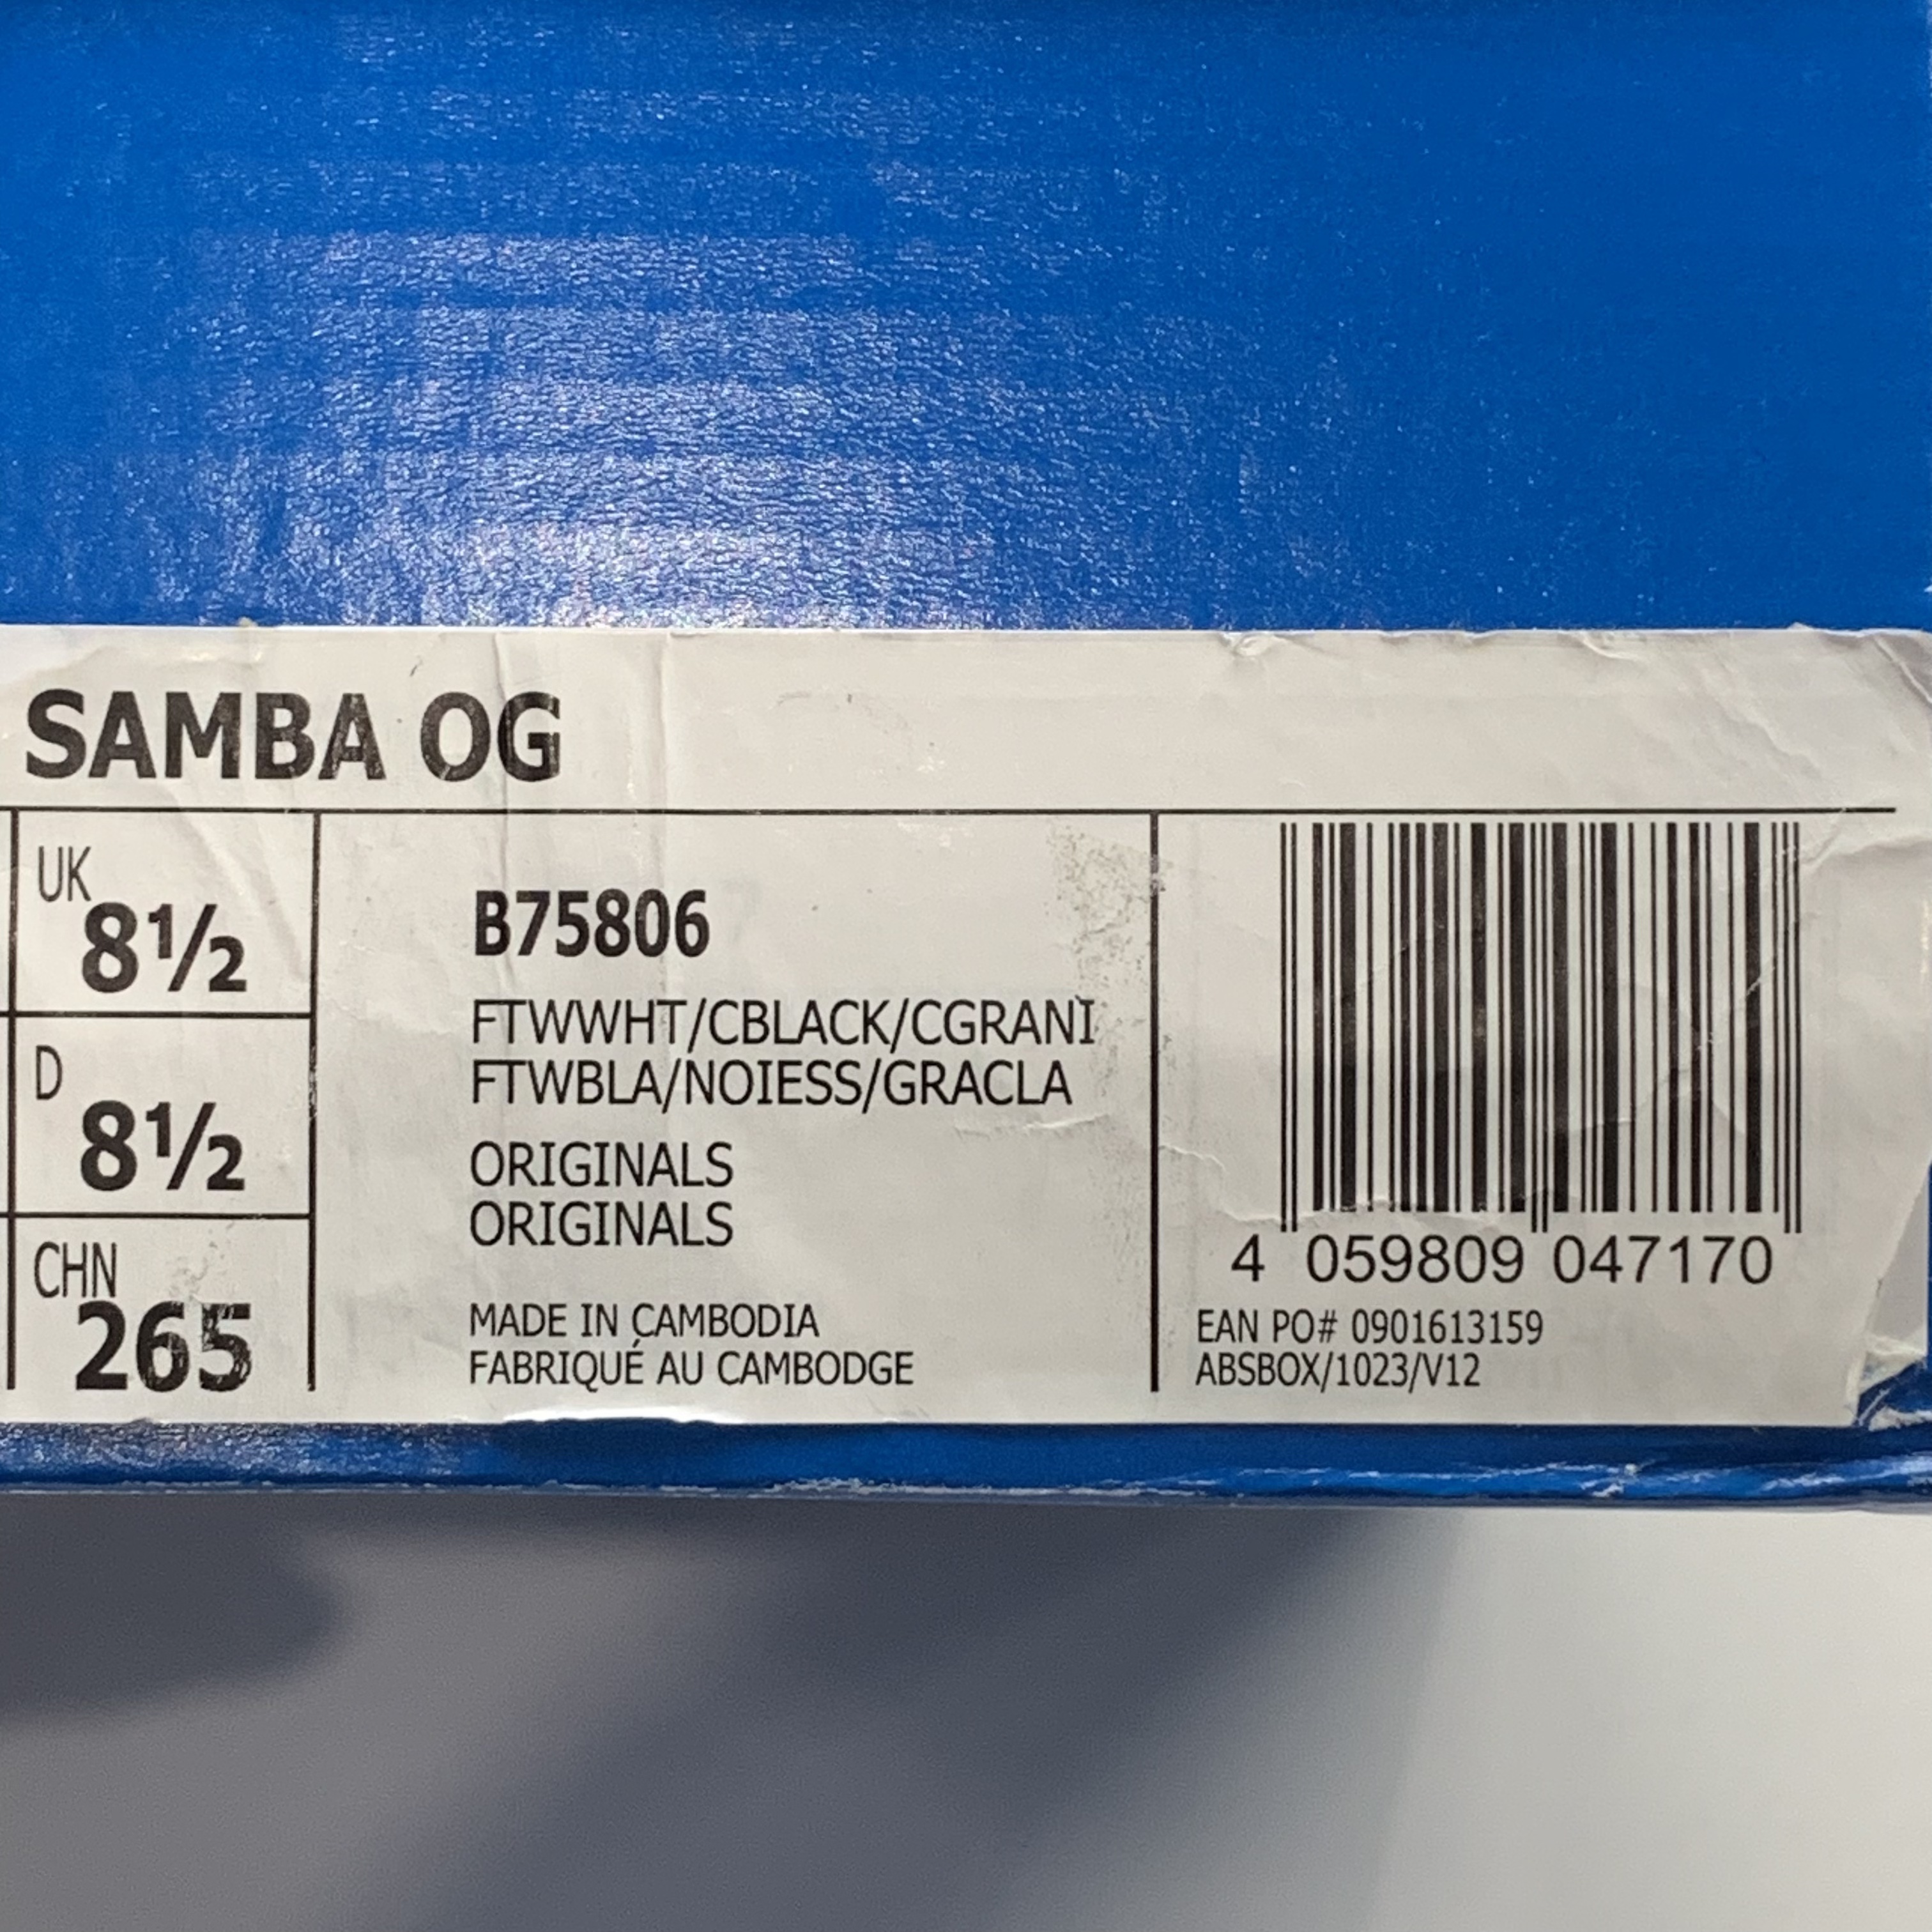 SAMBA OG
UK
8½
D
8½
CHN
265
B75806
FTWWHT/CBLACK/CGRANI
FTWBLA/NOIESS/GRACLA
ORIGINALS
ORIGINALS
MADE IN CAMBODIA
FABRIQUÉ AU CAMBODGE
4 059809 047170
EAN PO# 0901613159
ABSBOX/1023/V12